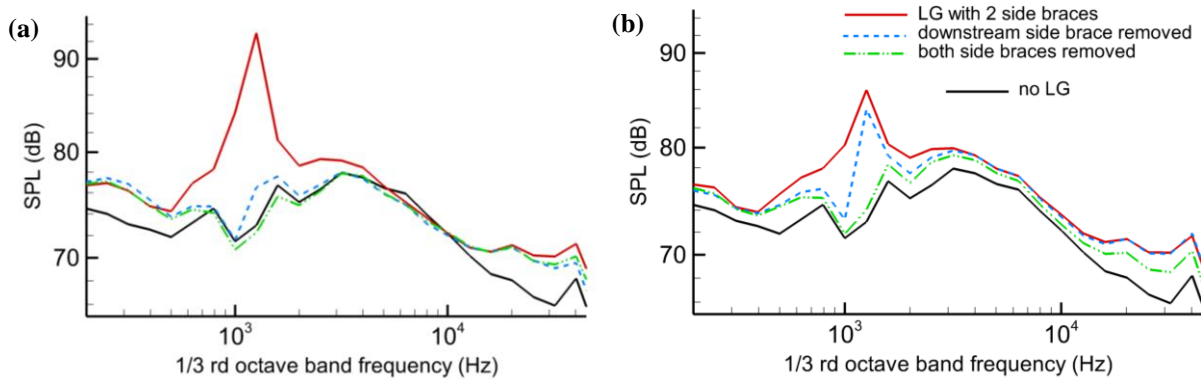 (a)
SPL (dB)
90
80
70
10³
10⁴
1/3 rd octave band frequency (Hz)
(b)
LG with 2 side braces
downstream side brace removed
both side braces removed
no LG
SPL (dB)
90
80
70
10³
10⁴
1/3 rd octave band frequency (Hz)